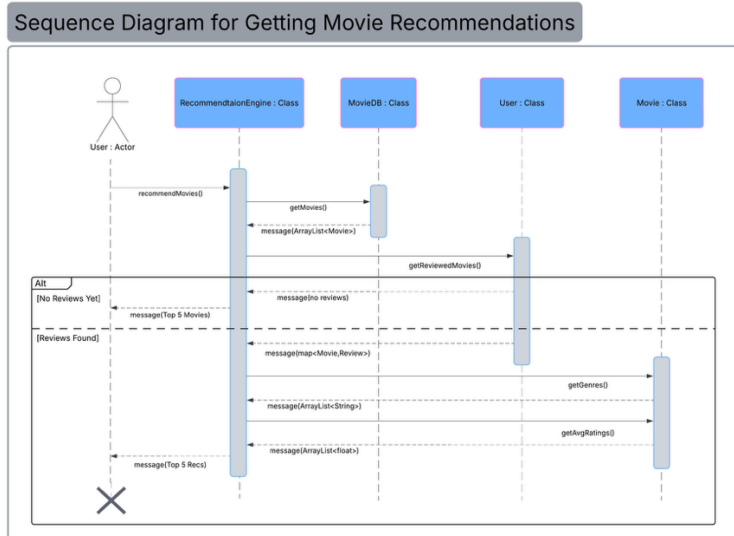 Sequence Diagram for Getting Movie Recommendations
User : Actor
RecommendtaionEngine : Class
MovieDB : Class
User : Class
Movie : Class
recommendMovies()
getMovies()
message(ArrayList<Movie>)
getReviewedMovies()
Alt
[No Reviews Yet]
message(no reviews)
message(Top 5 Movies)
[Reviews Found]
message(map<Movie,Review>)
getGenres()
message(ArrayList<String>)
getAvgRatings()
message(ArrayList<float>)
message(Top 5 Recs)